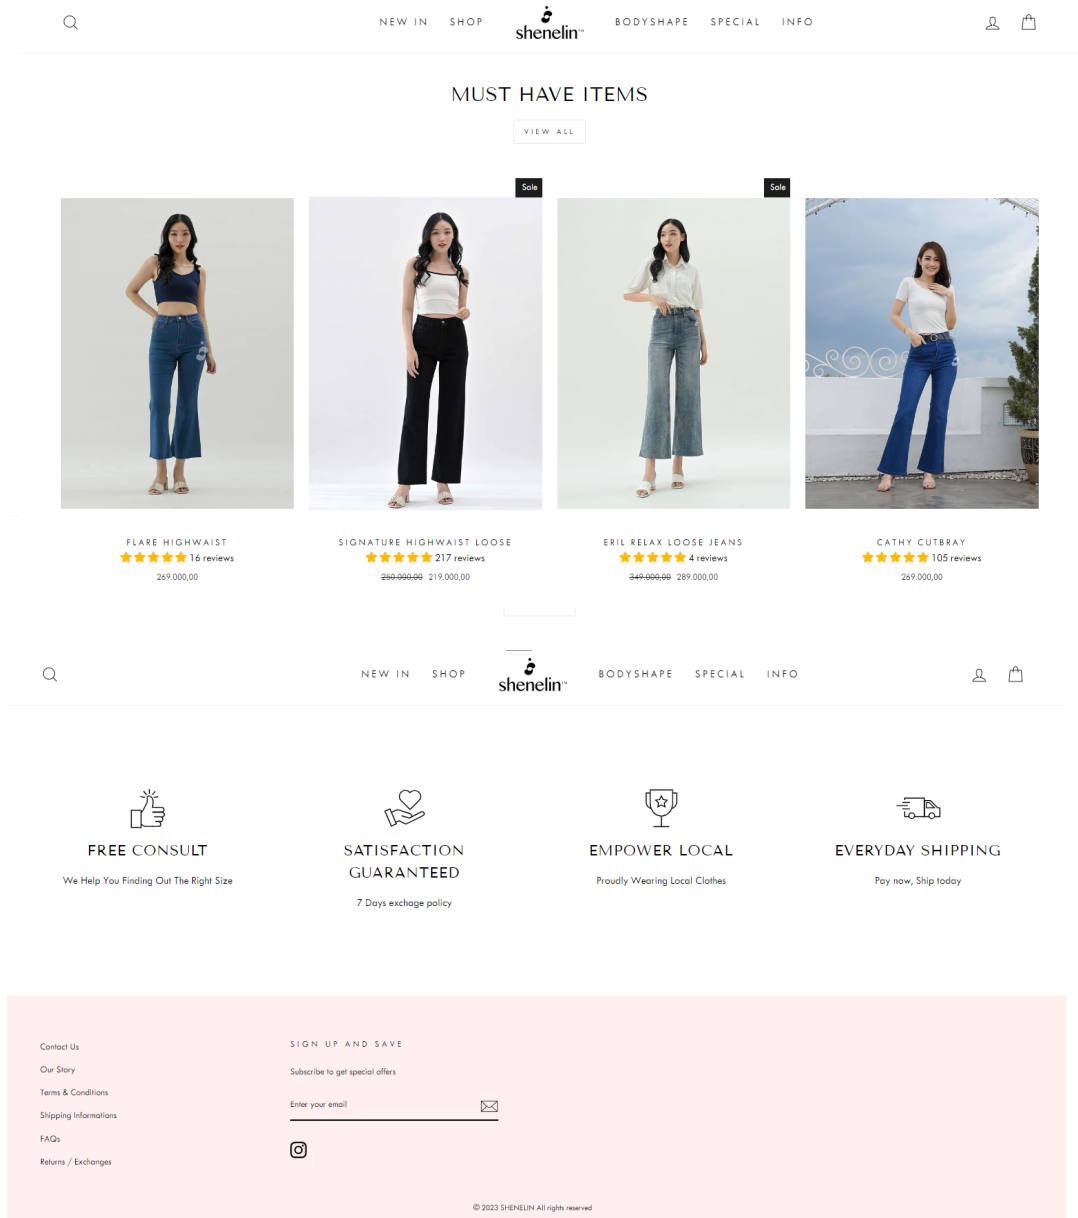 NEW IN SHOP shenelin™ BODYSHAPE SPECIAL INFO
MUST HAVE ITEMS
VIEW ALL
Sale Sale
FLARE HIGHWAIST SIGNATURE HIGHWAIST LOOSE ERIL RELAX LOOSE JEANS CATHY CUTBRAY
16 reviews 217 reviews 4 reviews 105 reviews
269.000,00 250.000,00 219.000,00 349.000,00 289.000,00 269.000,00
NEW IN SHOP shenelin™ BODYSHAPE SPECIAL INFO
FREE CONSULT SATISFACTION EMPOWER LOCAL EVERYDAY SHIPPING
GUARANTEED
We Help You Finding Out The Right Size Proudly Wearing Local Clothes Pay now, Ship today
7 Days exchage policy
Contact Us
Our Story
Terms & Conditions
Shipping Informations
FAQs
Returns / Exchanges
SIGN UP AND SAVE
Subscribe to get special offers
Enter your email
© 2023 SHENELIN All rights reserved